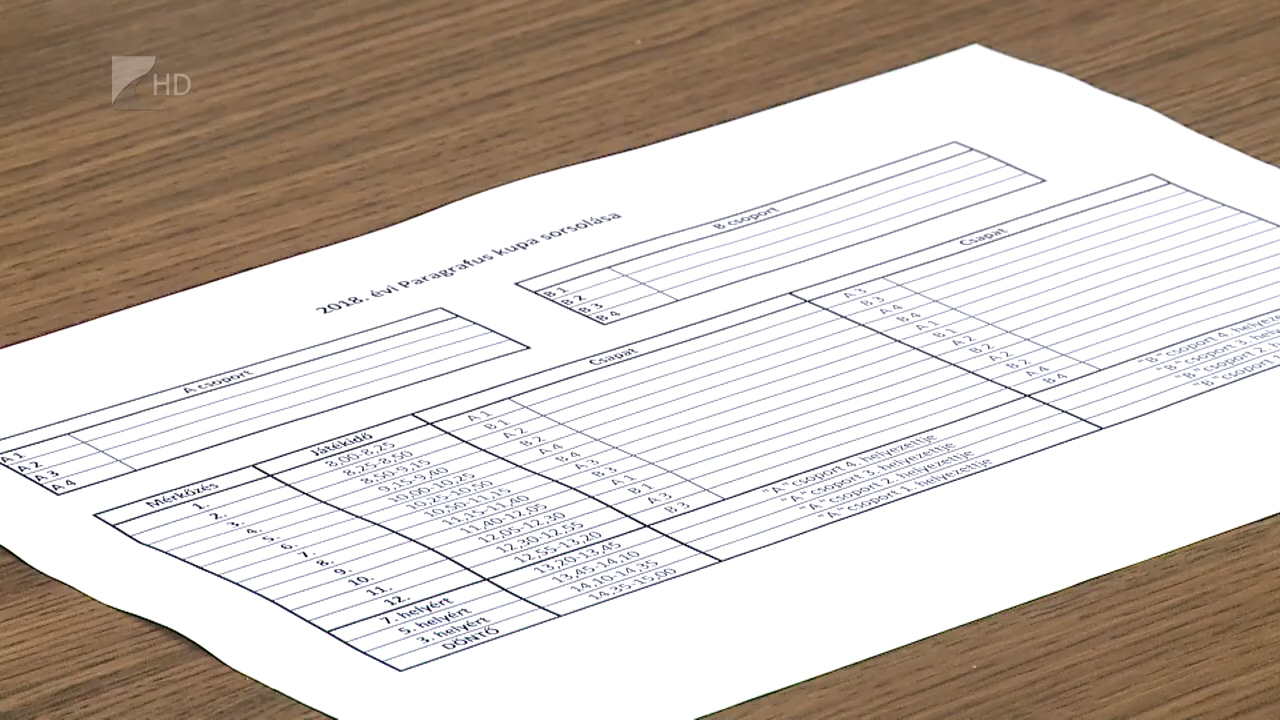 HD
2018. évi Paragrafus kupa sorsolása
A csoport
A 1
A 2
A 3
A 4
B csoport
B 1
B 2
B 3
B 4
Mérkőzés Játékidő Csapat Csapat
1. 8,00-8,25 A 1 A 3
2. 8,25-8,50 B 1 B 3
3. 8,50-9,15 A 2 A 4
4. 9,15-9,40 B 2 B 4
5. 10,00-10,25 A 4 A 1
6. 10,25-10,50 B 4 B 1
7. 10,50-11,15 A 3 A 2
8. 11,15-11,40 B 3 B 2
9. 11,40-12,05 A 1 A 2
10. 12,05-12,30 B 1 B 2
11. 12,30-12,55 A 3 A 4
12. 12,55-13,20 B 3 B 4
7. helyért 13,20-13,45 "A" csoport 4. helyezettje "B" csoport 4. helyeze
5. helyért 13,45-14,10 "A" csoport 3. helyezettje "B" csoport 3. helye
3. helyért 14,10-14,35 "A" csoport 2. helyezettje "B" csoport 2. h
DÖNTŐ 14,35-15,00 "A" csoport 1. helyezettje